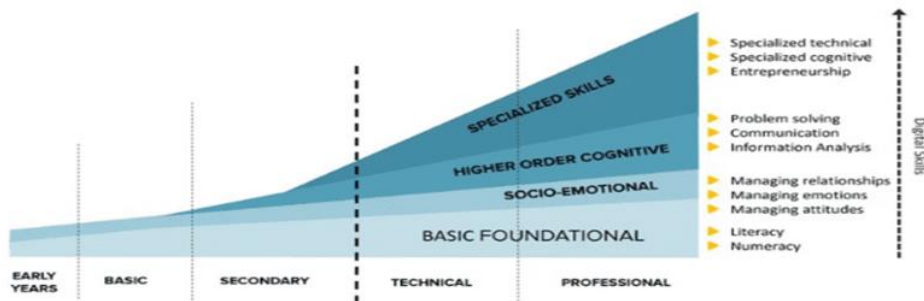 SPECIALIZED SKILLS
HIGHER ORDER COGNITIVE
SOCIO-EMOTIONAL
BASIC FOUNDATIONAL
Specialized technical
Specialized cognitive
Entrepreneurship
Problem solving
Communication
Information Analysis
Managing relationships
Managing emotions
Managing attitudes
Literacy
Numeracy
Digital Skills
EARLY
YEARS
BASIC
SECONDARY
TECHNICAL
PROFESSIONAL